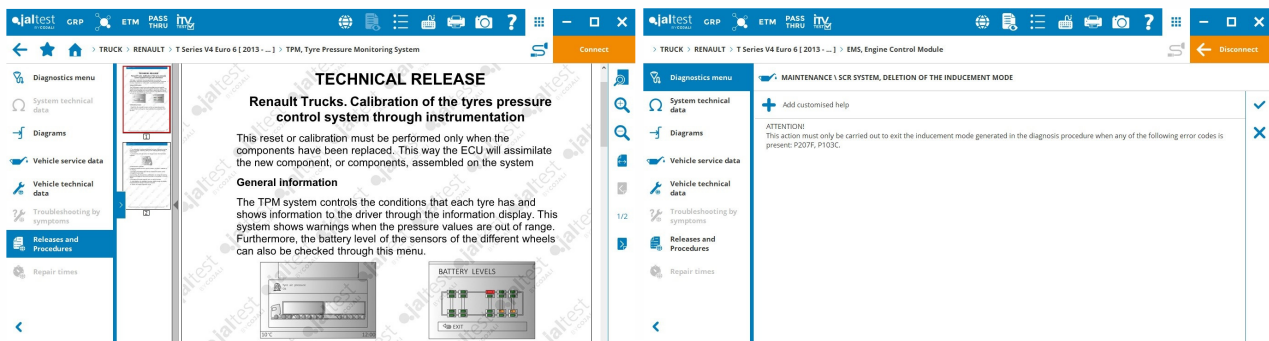 jaltest GRP ETM PASS THRU itv TEST ?
by COJALI
> TRUCK > RENAULT > T Series V4 Euro 6 [ 2013 - ... ] > TPM, Tyre Pressure Monitoring System
Connect
Diagnostics menu
System technical
data
Diagrams
Vehicle service data
Vehicle technical
data
Troubleshooting by
symptoms
Releases and
Procedures
Repair times
1
2
TECHNICAL RELEASE
Renault Trucks. Calibration of the tyres pressure
control system through instrumentation
This reset or calibration must be performed only when the
components have been replaced. This way the ECU will assimilate
the new component, or components, assembled on the system
General information
The TPM system controls the conditions that each tyre has and
shows information to the driver through the information display. This
system shows warnings when the pressure values are out of range.
Furthermore, the battery level of the sensors of the different wheels
can also be checked through this menu.
10°C 12:00
BATTERY LEVELS
EXIT
1/2
jaltest GRP ETM PASS THRU itv TEST ?
by COJALI
> TRUCK > RENAULT > T Series V4 Euro 6 [ 2013 - ... ] > EMS, Engine Control Module
Disconnect
Diagnostics menu
System technical
data
Diagrams
Vehicle service data
Vehicle technical
data
Troubleshooting by
symptoms
Releases and
Procedures
Repair times
MAINTENANCE \ SCR SYSTEM, DELETION OF THE INDUCEMENT MODE
Add customised help
ATTENTION!
This action must only be carried out to exit the inducement mode generated in the diagnosis procedure when any of the following error codes is
present: P207F, P103C.